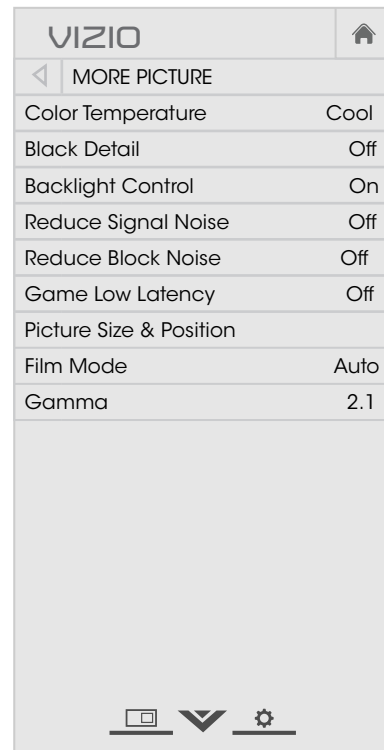 VIZIO
MORE PICTURE
Color Temperature Cool
Black Detail Off
Backlight Control On
Reduce Signal Noise Off
Reduce Block Noise Off
Game Low Latency Off
Picture Size & Position
Film Mode Auto
Gamma 2.1